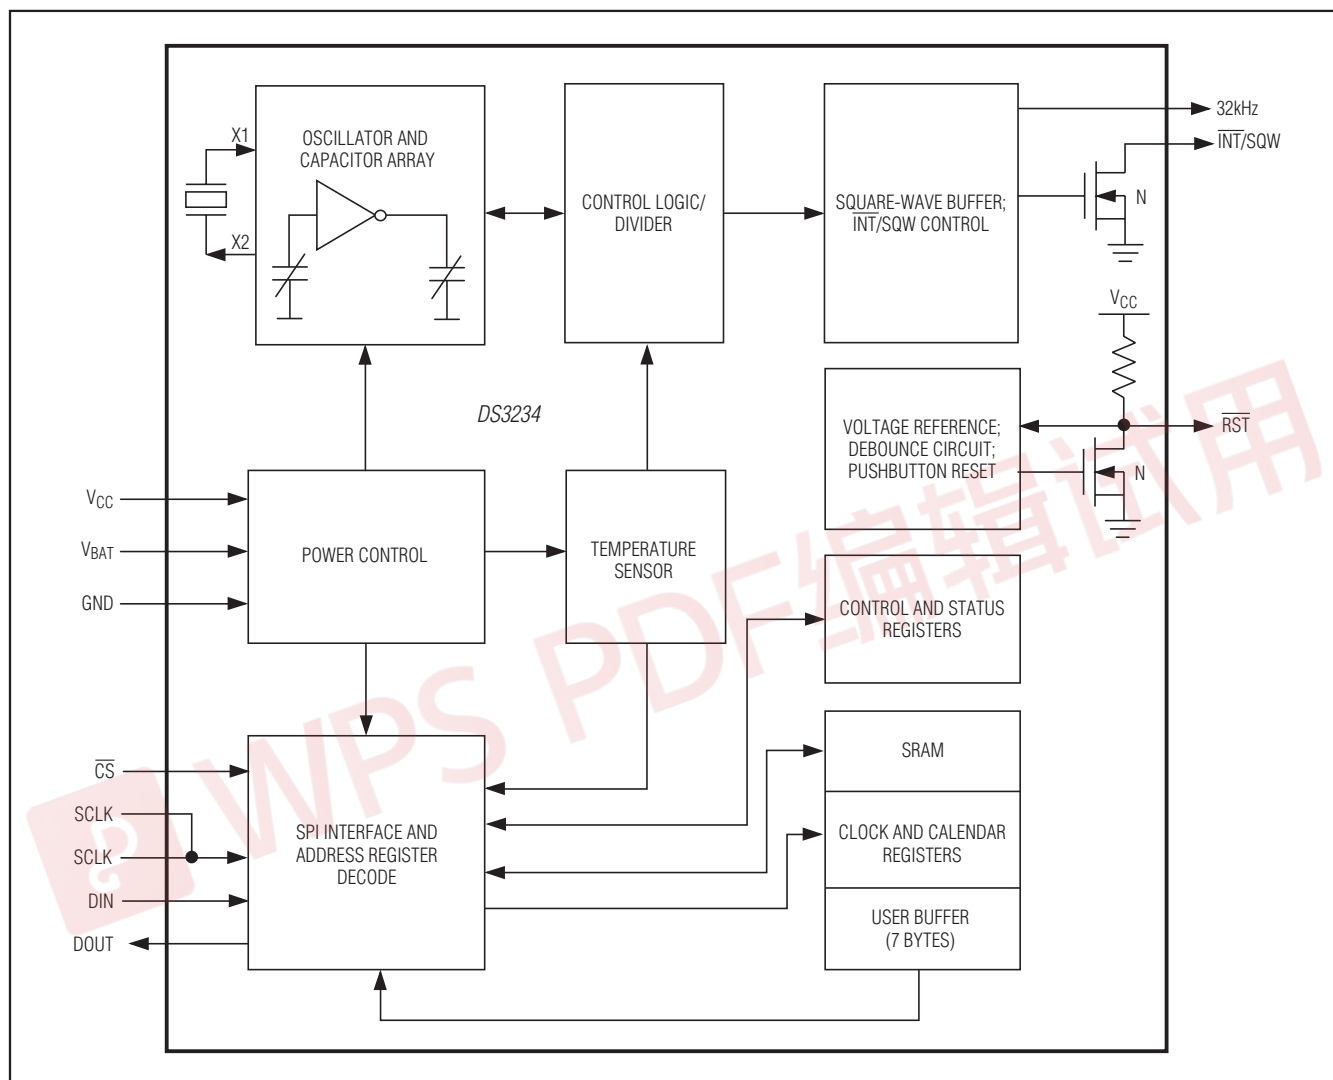 X1
X2
OSCILLATOR AND
CAPACITOR ARRAY
CONTROL LOGIC/
DIVIDER
SQUARE-WAVE BUFFER;
INT/SQW CONTROL
32kHz
INT/SQW
N
VCC
DS3234
VOLTAGE REFERENCE;
DEBOUNCE CIRCUIT;
PUSHBUTTON RESET
RST
N
VCC
VBAT
GND
POWER CONTROL
TEMPERATURE
SENSOR
CONTROL AND STATUS
REGISTERS
CS
SCLK
SCLK
DIN
DOUT
SPI INTERFACE AND
ADDRESS REGISTER
DECODE
SRAM
CLOCK AND CALENDAR
REGISTERS
USER BUFFER
(7 BYTES)
WPS PDF编辑试用